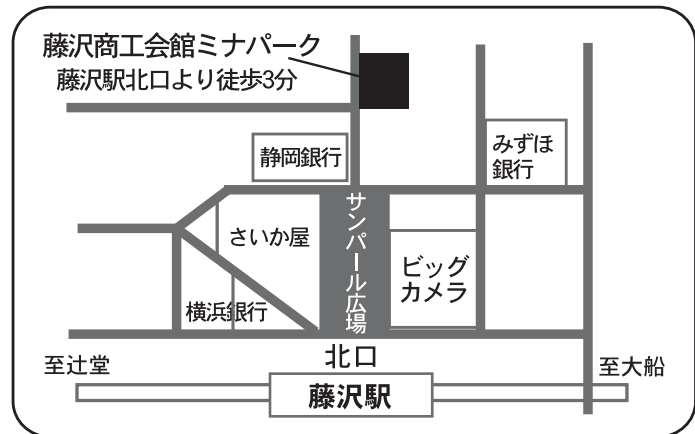 藤沢商工会館ミナパーク
藤沢駅北口より徒歩3分
静岡銀行
みずほ
銀行
さいか屋
サンパール広場
ビッグ
カメラ
横浜銀行
北口
至辻堂
至大船
藤沢駅